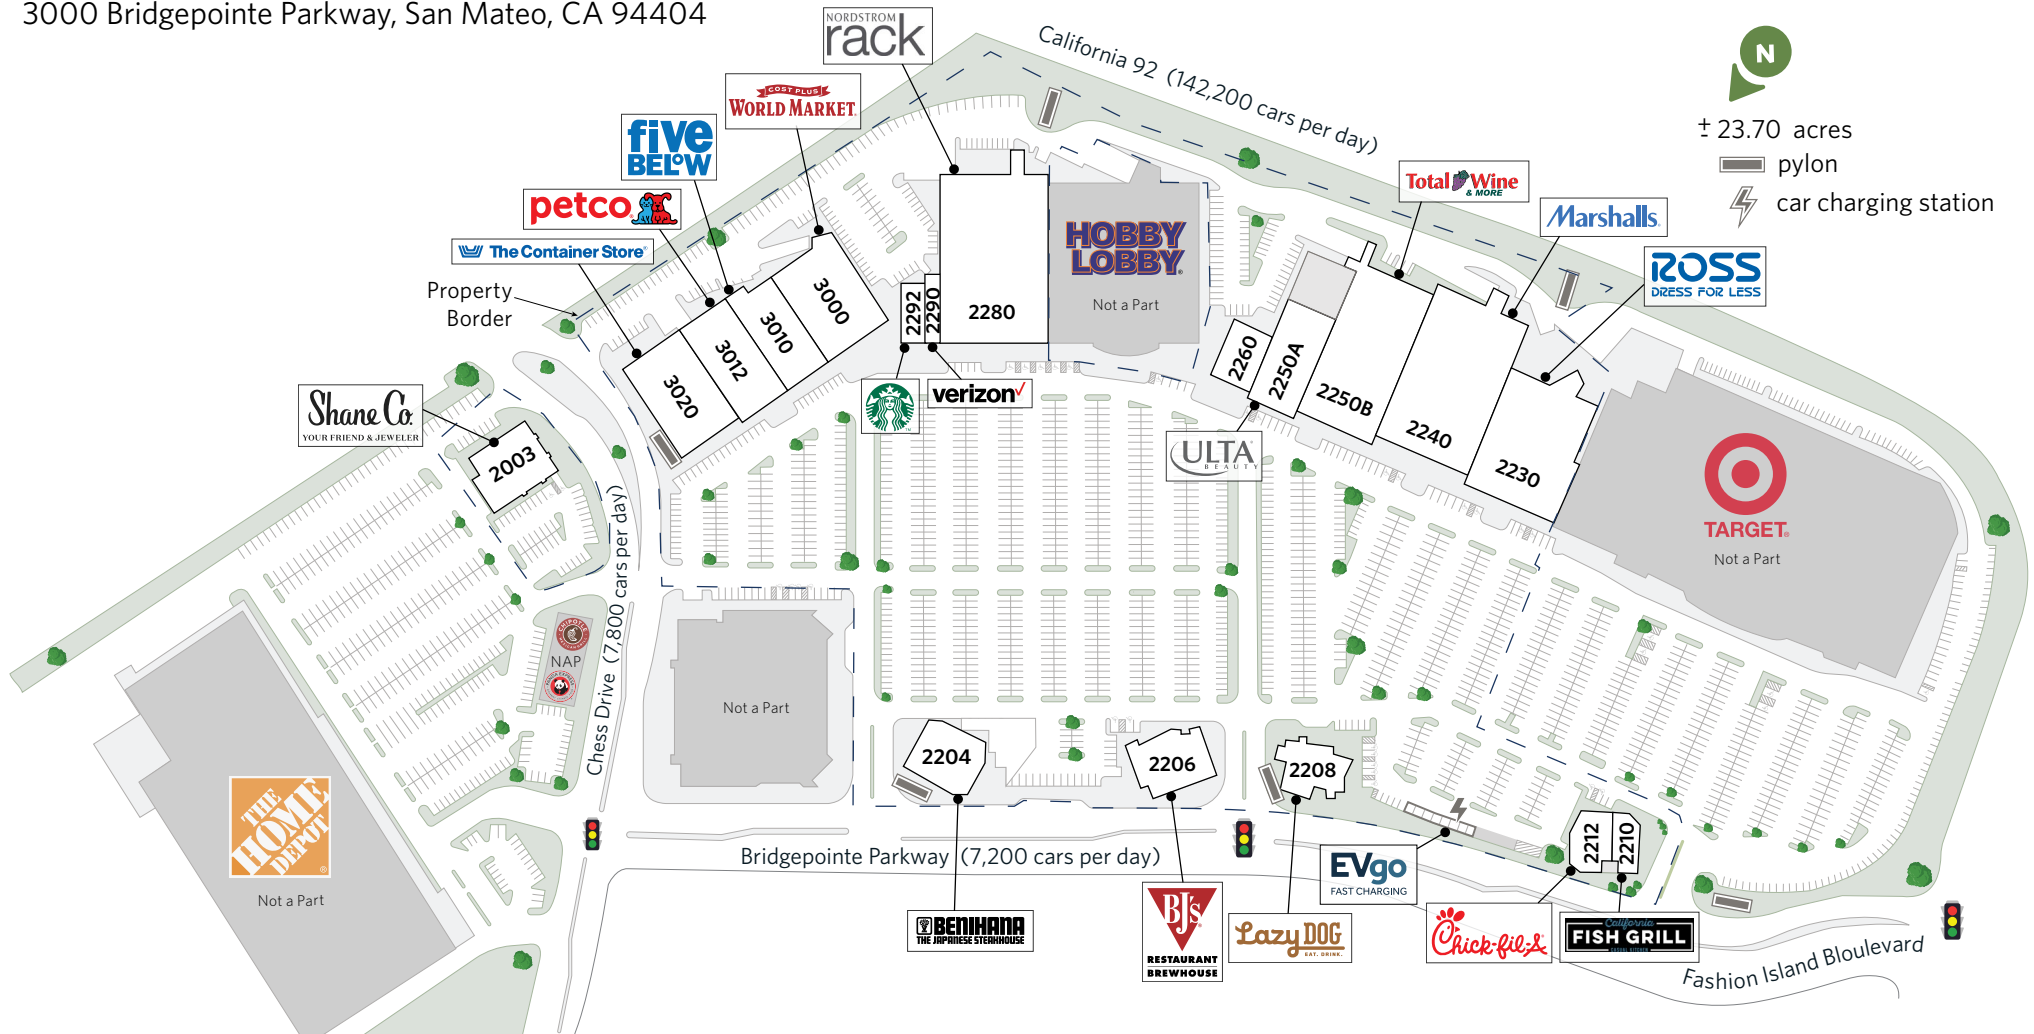 3000 Bridgepointe Parkway, San Mateo, CA 94404
NORDSTROM
rack
California 92 (142,200 cars per day)
N
± 23.70 acres
pylon
car charging station
COST PLUS
WORLD MARKET
five
BELOW
petco
The Container Store
Property
Border
Total Wine
& MORE
Marshalls
ROSS
DRESS FOR LESS
HOBBY
LOBBY
Not a Part
3000
3010
3012
3020
2292
2290
2280
2260
2250A
2250B
2240
2230
verizon
ULTA
BEAUTY
Shane Co.
YOUR FRIEND & JEWELER
2003
TARGET
Not a Part
CHIPOTLE
NAP
Chess Drive (7,800 cars per day)
Not a Part
2204
2206
2208
2212
2210
THE
HOME
DEPOT
Not a Part
Bridgepointe Parkway (7,200 cars per day)
EVgo
FAST CHARGING
BENIHANA
THE JAPANESE STEAKHOUSE
BJ's
RESTAURANT
BREWHOUSE
Lazy DOG
EAT. DRINK.
Chick-fil-A
California
FISH GRILL
Fashion Island Bloulevard